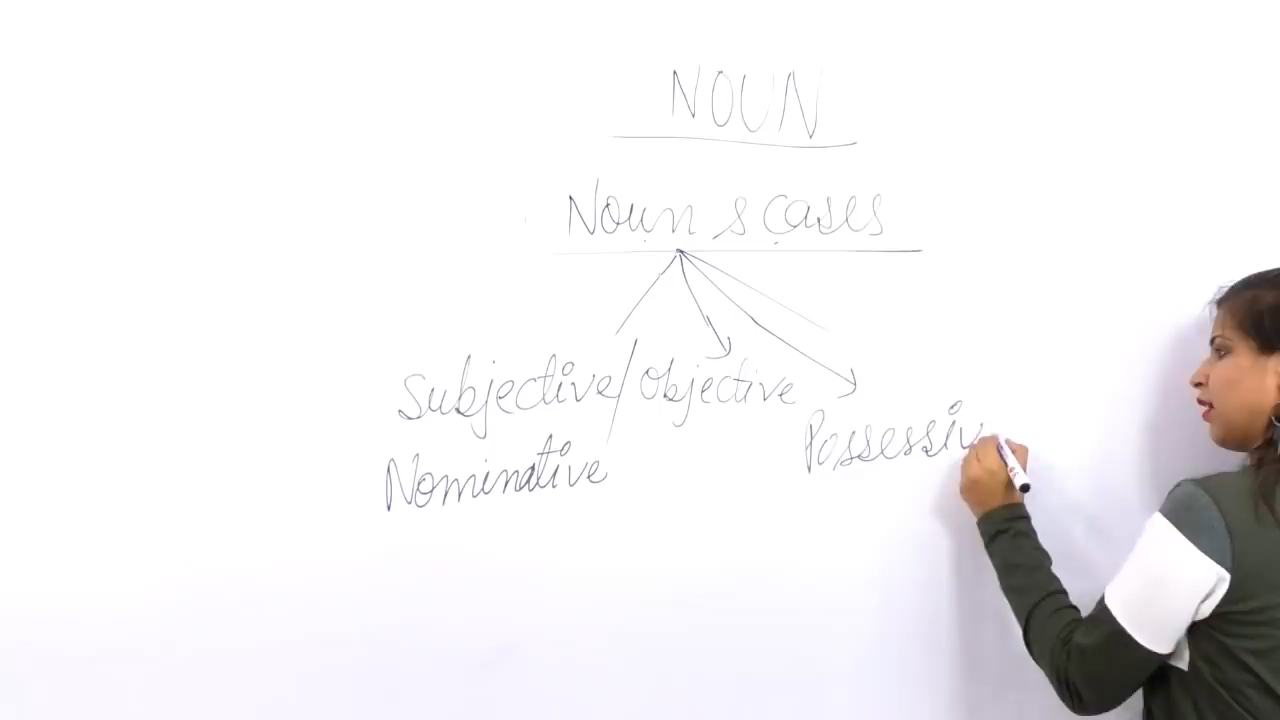 NOUN
Noun s cases
Subjective/ Objective
Nominative
Possessiv